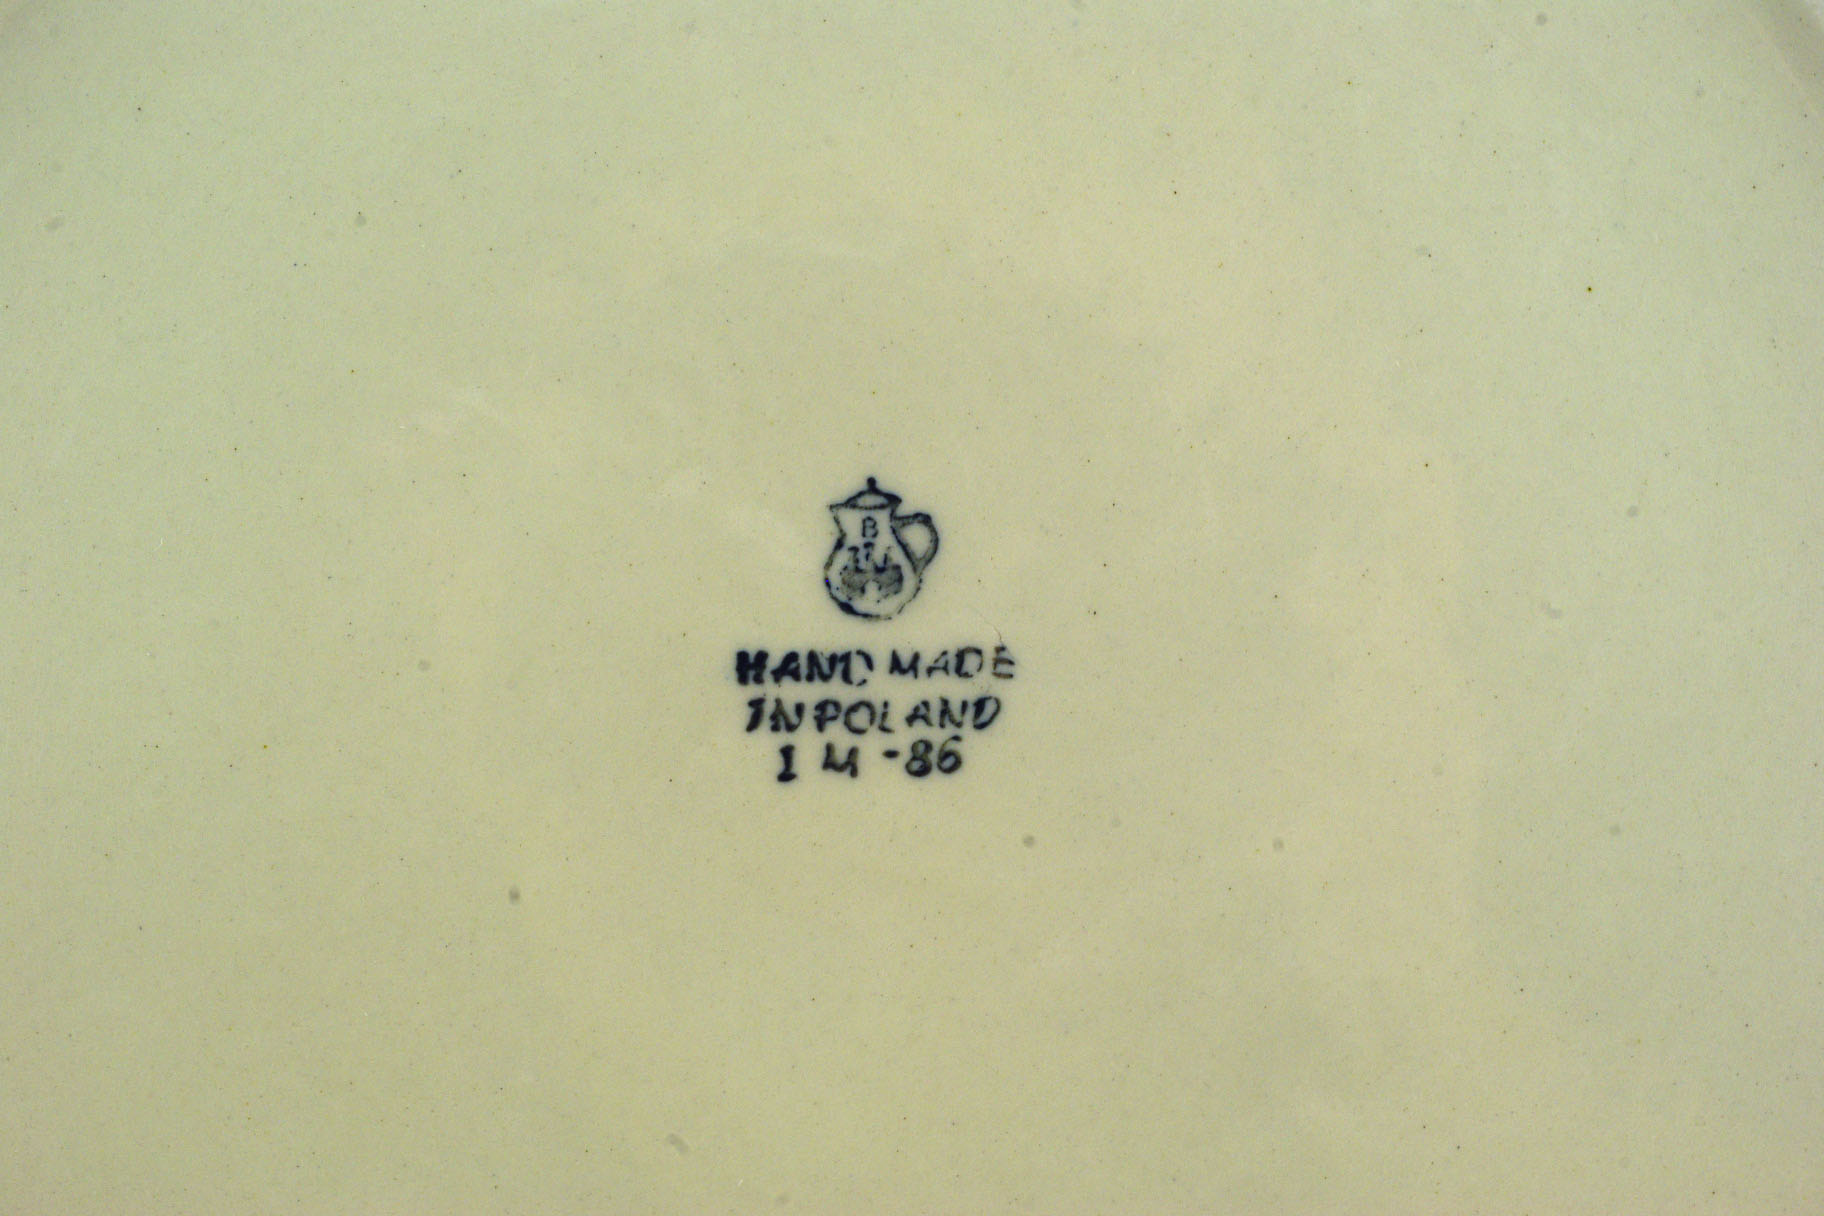 B
HAND MADE
IN POLAND
I M -86